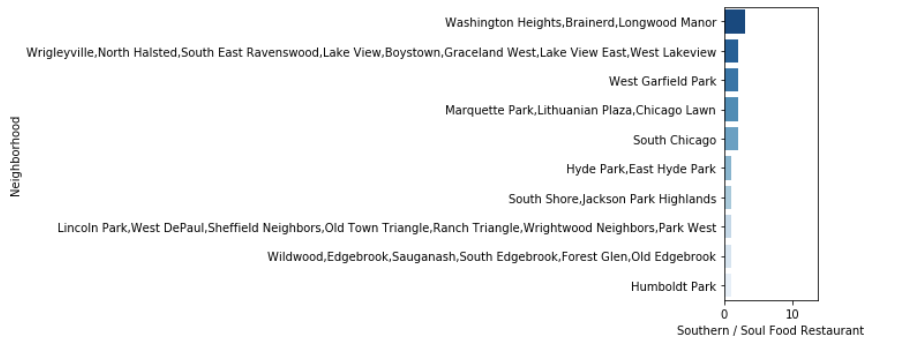 Washington Heights,Brainerd,Longwood Manor
Wrigleyville,North Halsted,South East Ravenswood,Lake View,Boystown,Graceland West,Lake View East,West Lakeview
West Garfield Park
Marquette Park,Lithuanian Plaza,Chicago Lawn
South Chicago
Hyde Park,East Hyde Park
South Shore,Jackson Park Highlands
Lincoln Park,West DePaul,Sheffield Neighbors,Old Town Triangle,Ranch Triangle,Wrightwood Neighbors,Park West
Wildwood,Edgebrook,Sauganash,South Edgebrook,Forest Glen,Old Edgebrook
Humboldt Park
Neighborhood
0 10
Southern / Soul Food Restaurant